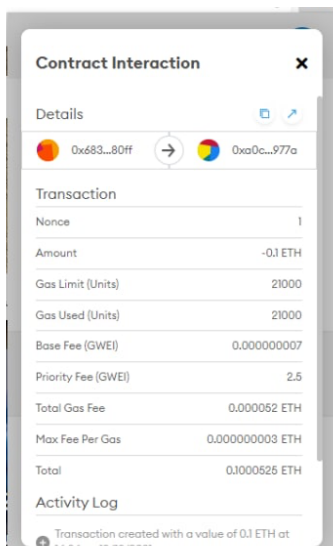 Contract Interaction
Details
0x683...80ff 0xa0c...977a
Transaction
Nonce 1
Amount -0.1 ETH
Gas Limit (Units) 21000
Gas Used (Units) 21000
Base Fee (GWEI) 0.000000007
Priority Fee (GWEI) 2.5
Total Gas Fee 0.000052 ETH
Max Fee Per Gas 0.000000003 ETH
Total 0.1000525 ETH
Activity Log
Transaction created with a value of 0.1 ETH at